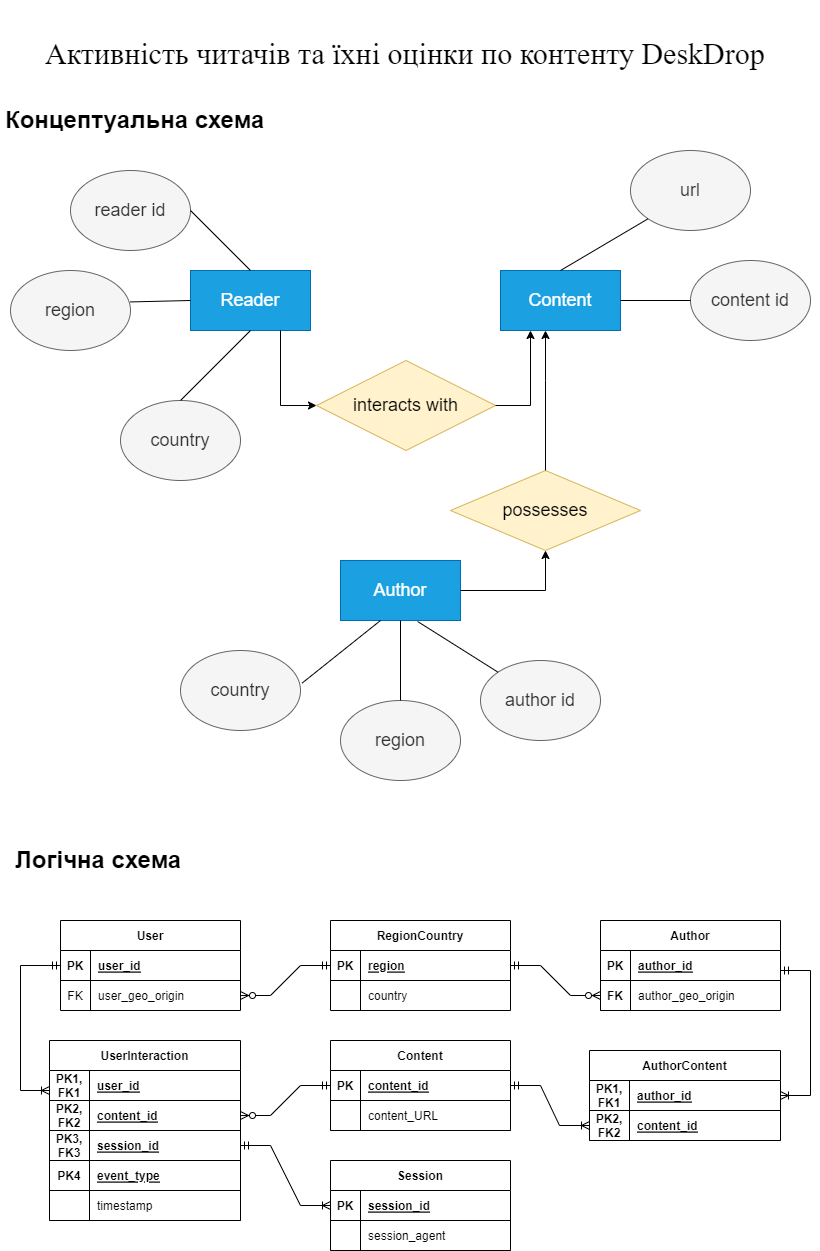 Активність читачів та їхні оцінки по контенту DeskDrop
Концептуальна схема
reader id
url
region
Reader
Content
content id
country
interacts with
possesses
Author
country
region
author id
Логічна схема
User
PK user_id
FK user_geo_origin
RegionCountry
PK region
country
Author
PK author_id
FK author_geo_origin
UserInteraction
PK1,
FK1 user_id
PK2,
FK2 content_id
PK3,
FK3 session_id
PK4 event_type
timestamp
Content
PK content_id
content_URL
AuthorContent
PK1,
FK1 author_id
PK2,
FK2 content_id
Session
PK session_id
session_agent